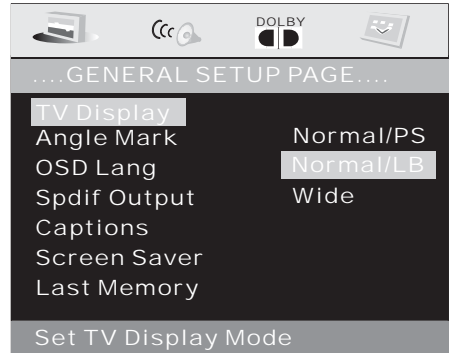 DOLBY
....GENERAL SETUP PAGE....
TV Display
Angle Mark Normal/PS
OSD Lang Normal/LB
Spdif Output Wide
Captions
Screen Saver
Last Memory
Set TV Display Mode